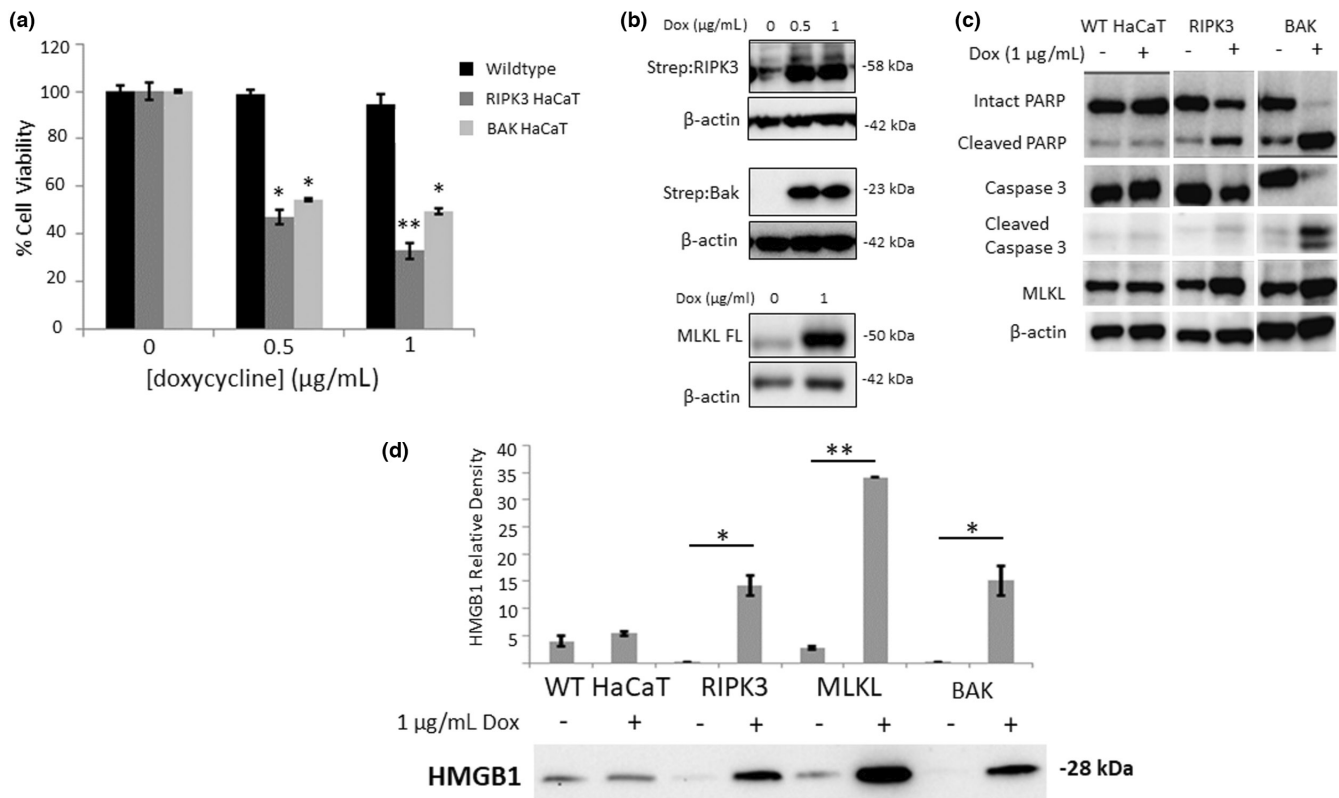 (a)
% Cell Viability
120
100
80
60
40
20
0
Wildtype
RIPK3 HaCaT
BAK HaCaT
*
*
**
*
0
0.5
1
[doxycycline] (µg/mL)
(b)
Dox (µg/mL) 0 0.5 1
Strep:RIPK3 -58 kDa
β-actin -42 kDa
Strep:Bak -23 kDa
β-actin -42 kDa
Dox (µg/ml) 0 1
MLKL FL -50 kDa
β-actin -42 kDa
(c)
WT HaCaT RIPK3 BAK
Dox (1 µg/mL) - + - + - +
Intact PARP
Cleaved PARP
Caspase 3
Cleaved
Caspase 3
MLKL
β-actin
(d)
HMGB1 Relative Density
40
35
30
25
20
15
10
5
*
**
*
WT HaCaT RIPK3 MLKL BAK
1 µg/mL Dox - + - + - + - +
HMGB1 -28 kDa